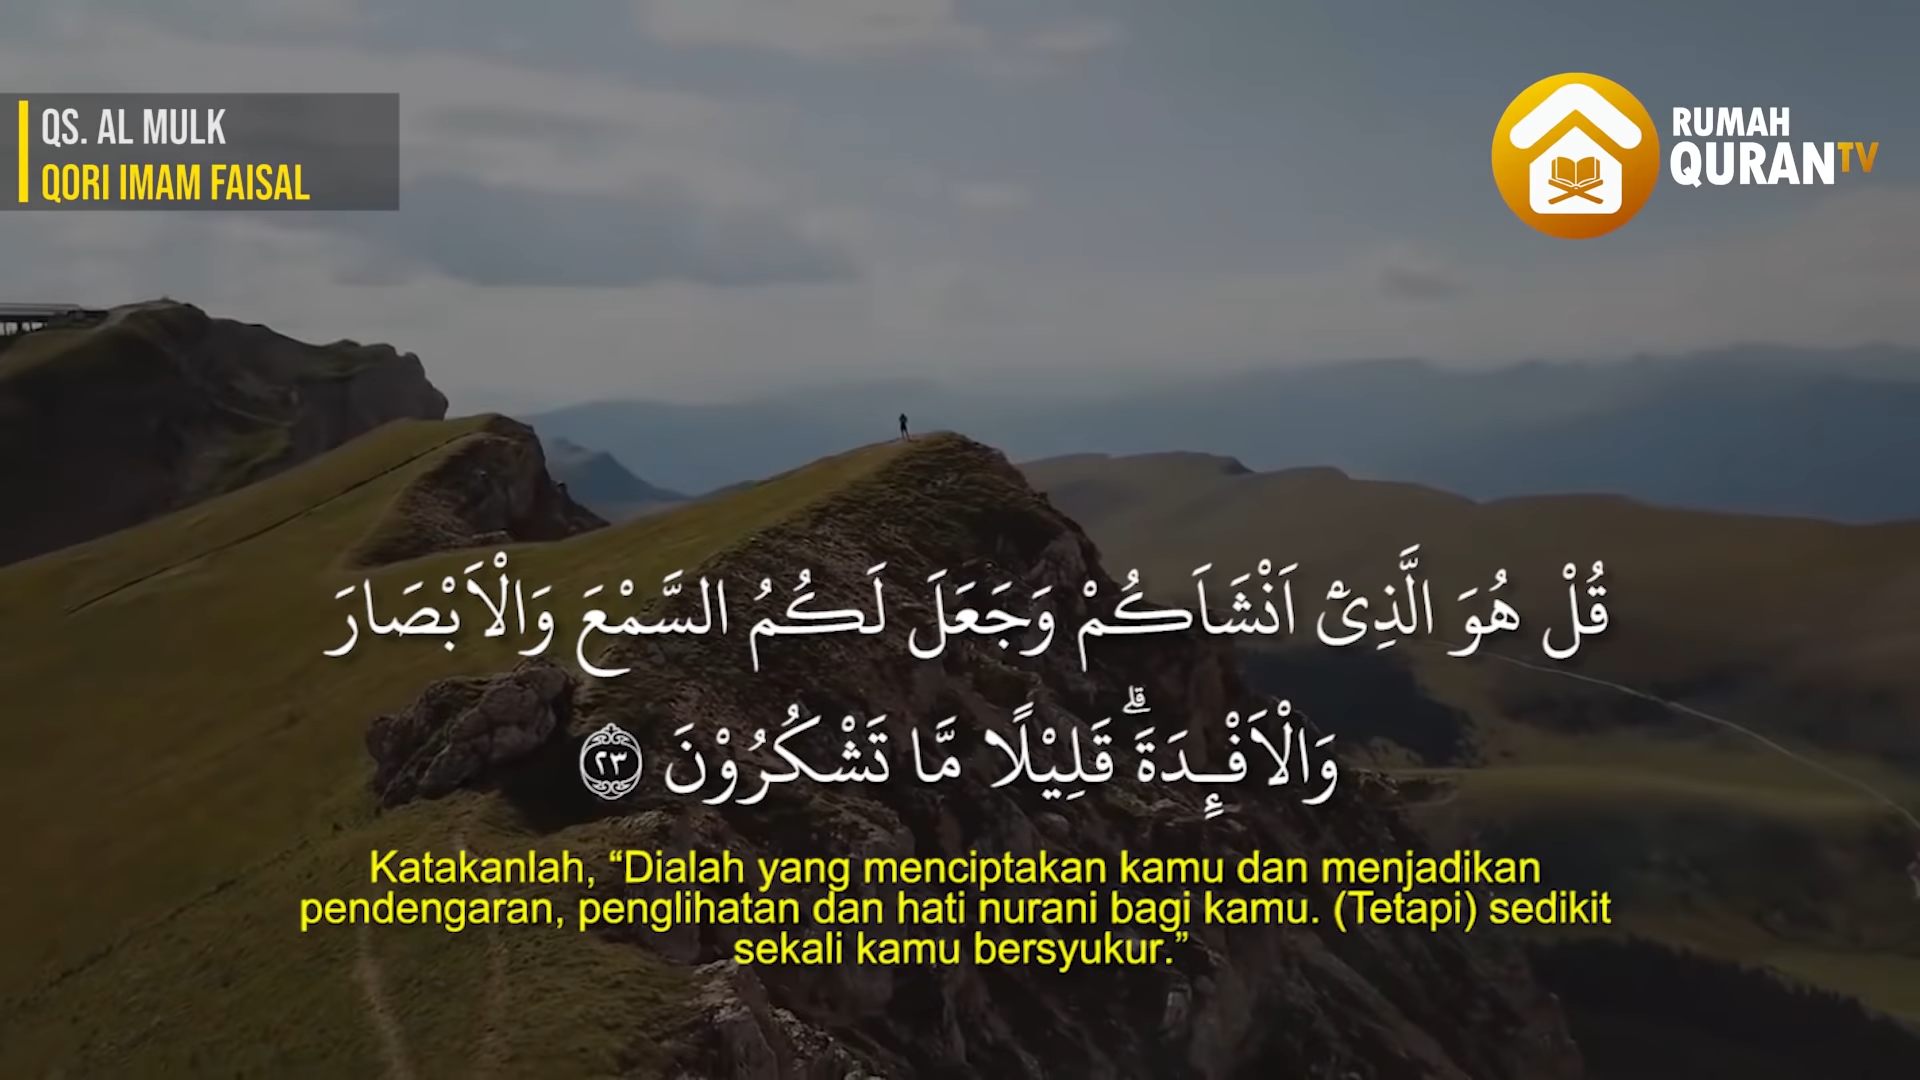 QS. AL MULK
QORI IMAM FAISAL
RUMAH
QURANTV
قُلْ هُوَ الَّذِيْٓ اَنْشَاَكُمْ وَجَعَلَ لَكُمُ السَّمْعَ وَالْاَبْصَارَ
وَالْاَفْـِٕدَةَۗ قَلِيْلًا مَّا تَشْكُرُوْنَ ٢٣
Katakanlah, “Dialah yang menciptakan kamu dan menjadikan
pendengaran, penglihatan dan hati nurani bagi kamu. (Tetapi) sedikit
sekali kamu bersyukur.”